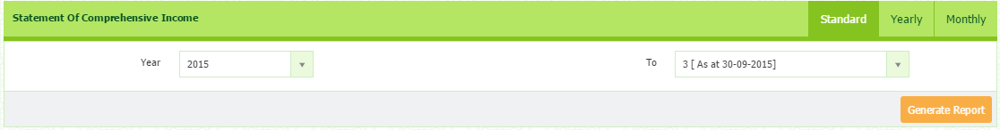 Statement Of Comprehensive Income Standard Yearly Monthly
Year 2015 To 3 [ As at 30-09-2015]
Generate Report